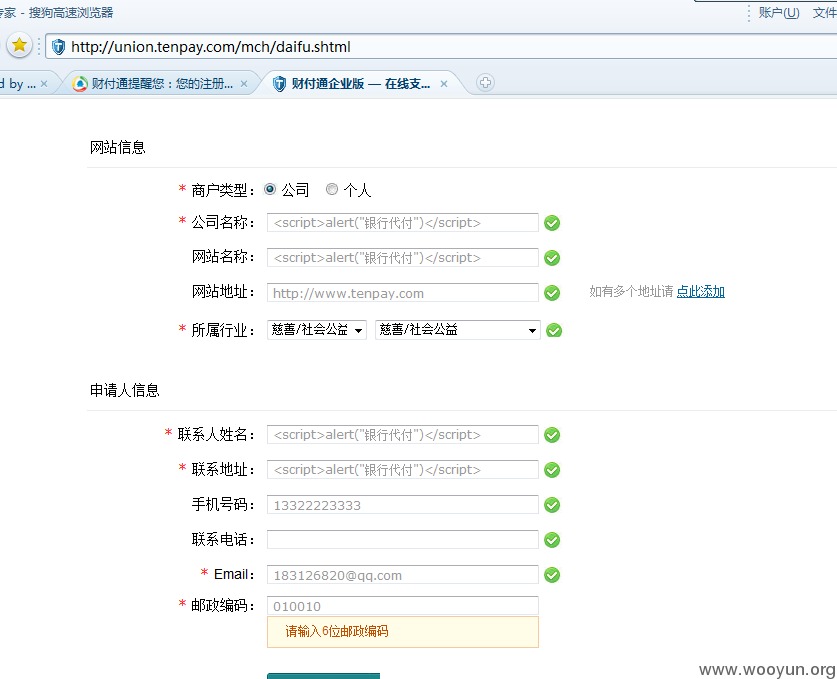 专家 - 搜狗高速浏览器
账户(U) 文件
http://union.tenpay.com/mch/daifu.shtml
d by ... × 财付通提醒您：您的注册... × 财付通企业版 — 在线支... ×
网站信息
* 商户类型： 公司 个人
* 公司名称： <script>alert("银行代付")</script>
网站名称： <script>alert("银行代付")</script>
网站地址： http://www.tenpay.com 如有多个地址请 点此添加
* 所属行业： 慈善/社会公益 慈善/社会公益
申请人信息
* 联系人姓名： <script>alert("银行代付")</script>
* 联系地址： <script>alert("银行代付")</script>
手机号码： 13322223333
联系电话：
* Email： 183126820@qq.com
* 邮政编码： 010010
请输入6位邮政编码
www.wooyun.org